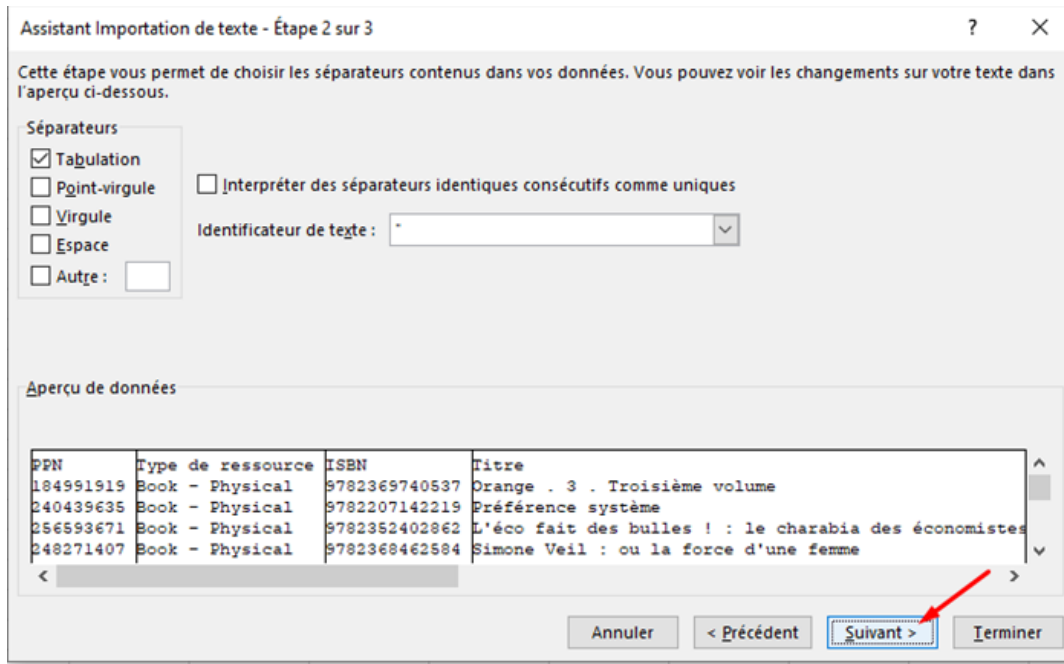 Assistant Importation de texte - Étape 2 sur 3
?
Cette étape vous permet de choisir les séparateurs contenus dans vos données. Vous pouvez voir les changements sur votre texte dans
l'aperçu ci-dessous.
Séparateurs
Tabulation
Point-virgule
Virgule
Espace
Autre :
Interpréter des séparateurs identiques consécutifs comme uniques
Identificateur de texte : "
Aperçu de données
PPN Type de ressource ISBN Titre
184991919 Book - Physical 9782369740537 Orange . 3 . Troisième volume
240439635 Book - Physical 9782207142219 Préférence système
256593671 Book - Physical 9782352402862 L'éco fait des bulles ! : le charabia des économistes
248271407 Book - Physical 9782368462584 Simone Veil : ou la force d'une femme
Annuler < Précédent Suivant > Terminer